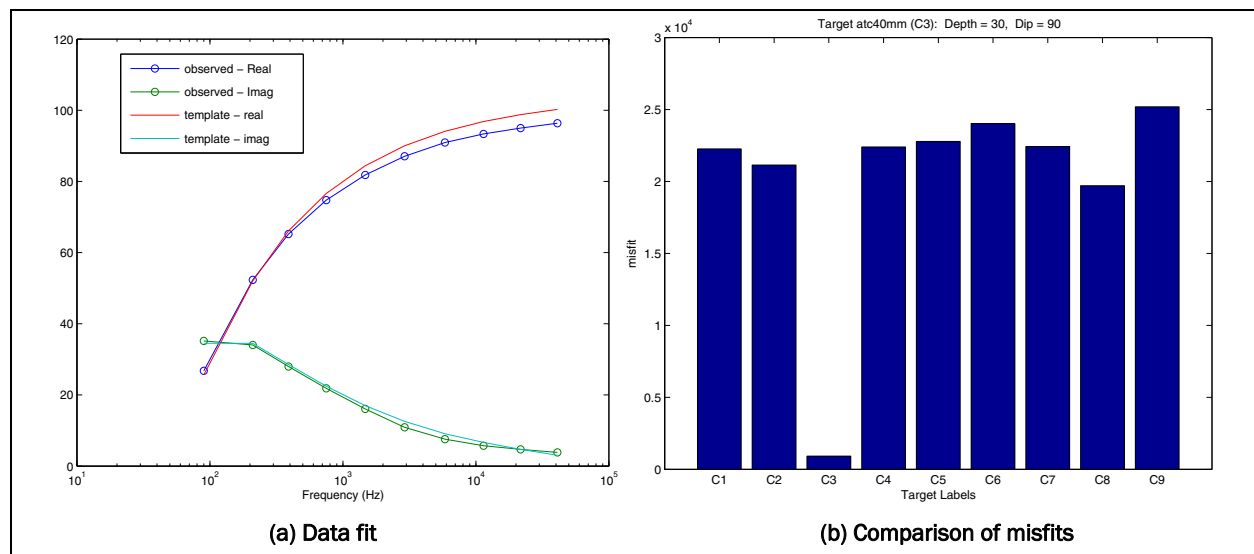 120
100
80
60
40
20
0
10^1
10^2
10^3
10^4
10^5
Frequency (Hz)
observed – Real
observed – Imag
template – real
template – imag
(a) Data fit
Target atc40mm (C3): Depth = 30, Dip = 90
x 10^4
3
2.5
2
1.5
1
0.5
0
misfit
C1 C2 C3 C4 C5 C6 C7 C8 C9
Target Labels
(b) Comparison of misfits